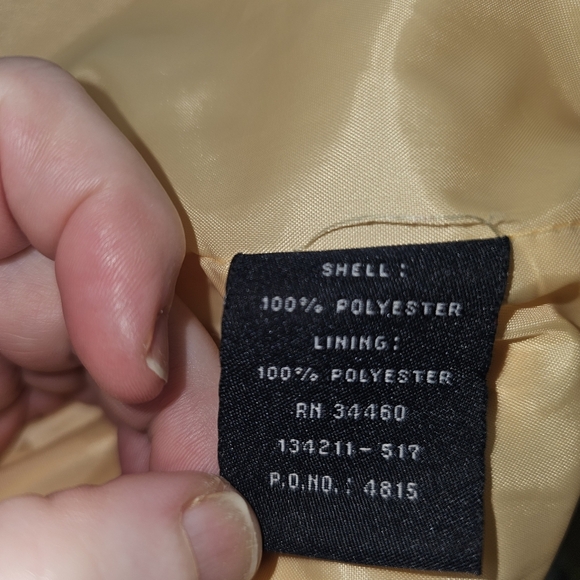 SHELL:
100% POLYESTER
LINING:
100% POLYESTER
RN 34460
134211-517
P.O.NO.: 4815